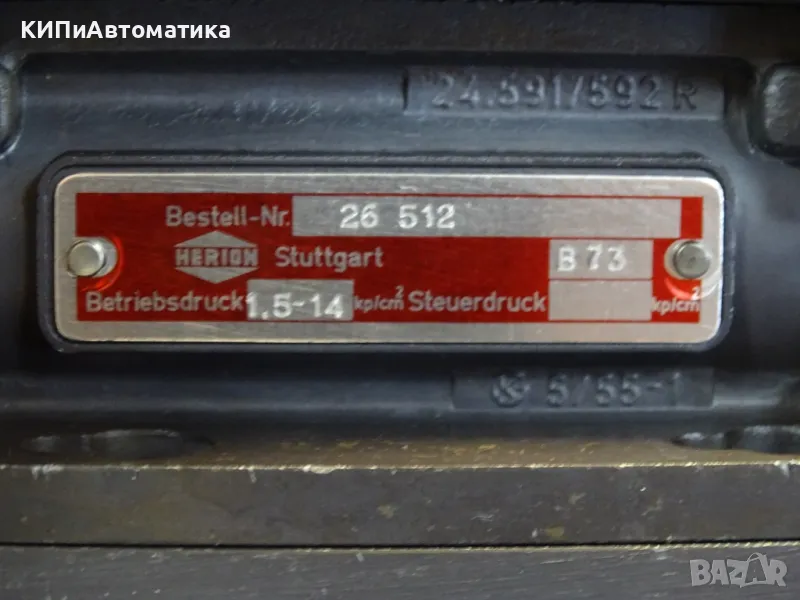 КИПиАвтоматика
24.591/592 R
Bestell-Nr. 26 512
HERION Stuttgart B 73
Betriebsdruck 1,5-14 kp/cm² Steuerdruck kp/cm²
5/55-1
BAZAR